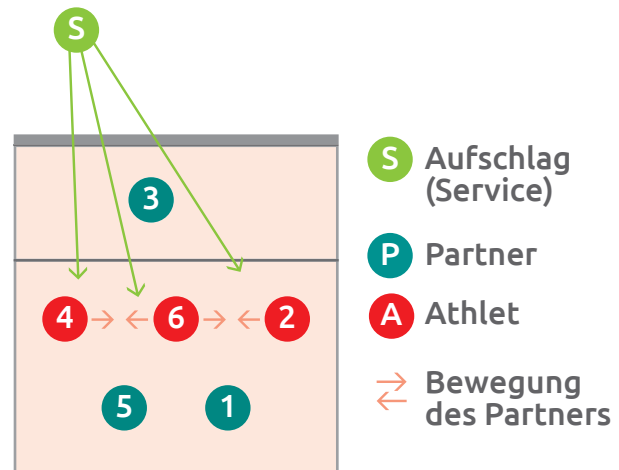 S
3
4
6
2
5
1
S Aufschlag
(Service)
P Partner
A Athlet
Bewegung
des Partners